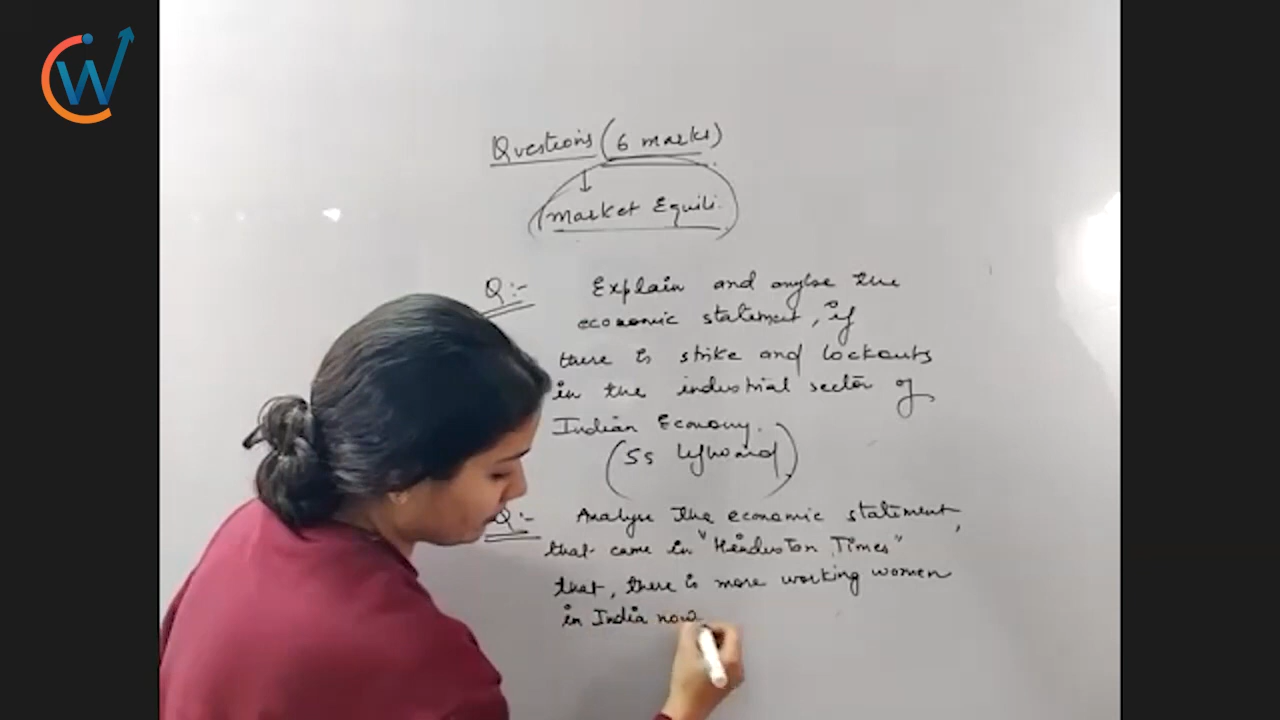 Questions (6 marks)
Market Equili.
Q:- Explain and anylse the
economic statement, if
there is strike and lockouts
in the industrial sector of
Indian Economy.
(SS leftward)
Q:- Analyse the economic statement,
that came in "Hindustan Times"
that, there is more working women
in India now